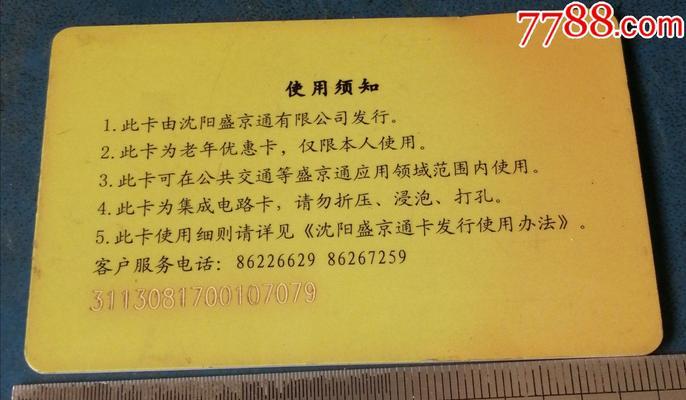 7788.com
使用须知
1.此卡由沈阳盛京通有限公司发行。
2.此卡为老年优惠卡，仅限本人使用。
3.此卡可在公共交通等盛京通应用领域范围内使用。
4.此卡为集成电路卡，请勿折压、浸泡、打孔。
5.此卡使用细则请详见《沈阳盛京通卡发行使用办法》。
客户服务电话：86226629 86267259
3113081700107079